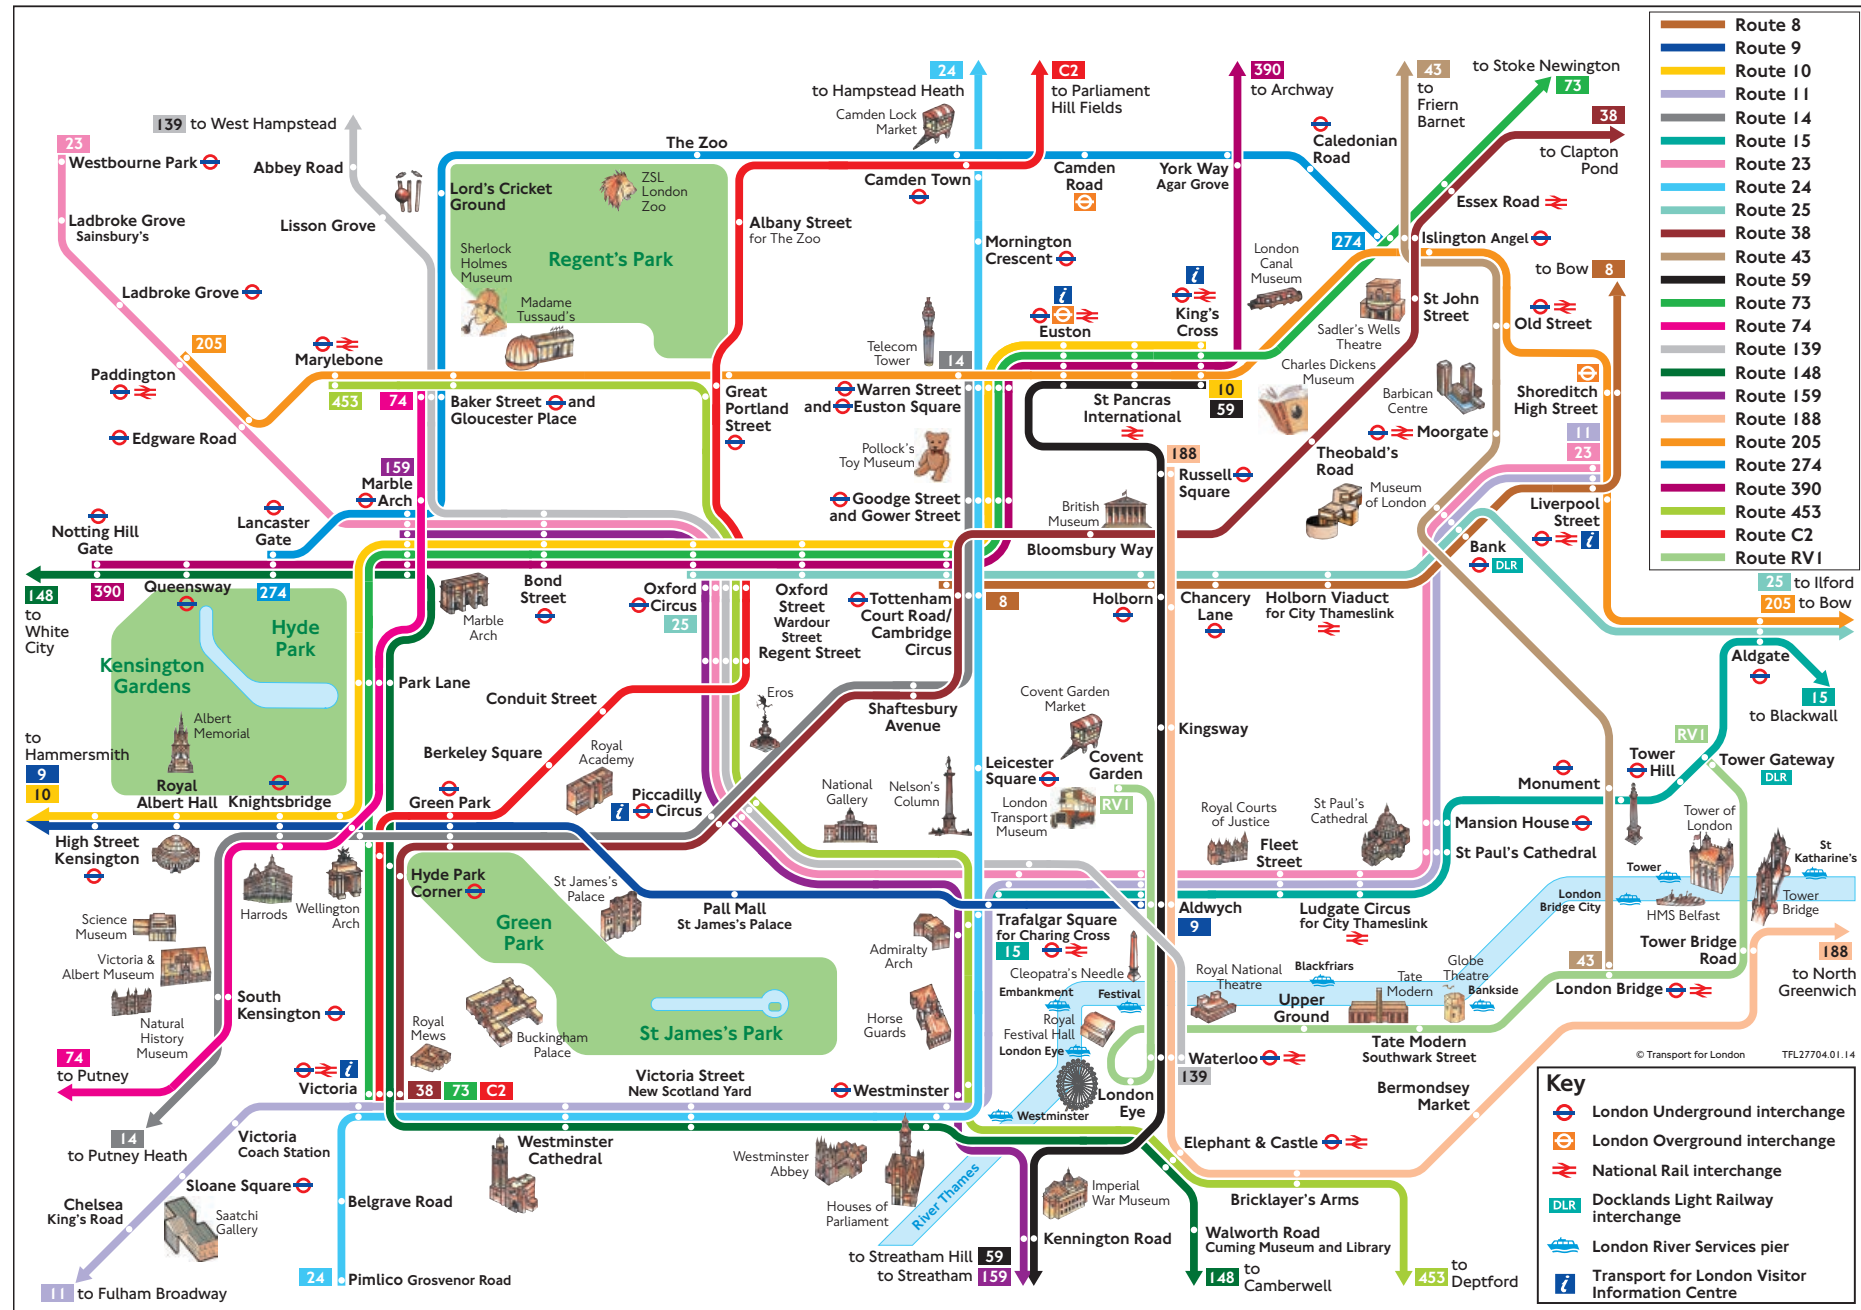 Route 8
Route 9
Route 10
Route 11
Route 14
Route 15
Route 23
Route 24
Route 25
Route 38
Route 43
Route 59
Route 73
Route 74
Route 139
Route 148
Route 159
Route 188
Route 205
Route 274
Route 390
Route 453
Route C2
Route RV1
24
to Hampstead Heath
Camden Lock
Market
C2
to Parliament
Hill Fields
390
to Archway
43
to
Friern
Barnet
to Stoke Newington
73
38
to Clapton
Pond
139 to West Hampstead
23
Westbourne Park
Abbey Road
Lisson Grove
Ladbroke Grove
Sainsbury's
Ladbroke Grove
205
Paddington
Edgware Road
Marylebone
453
74
The Zoo
Lord's Cricket
Ground
ZSL
London
Zoo
Regent's Park
Sherlock
Holmes
Museum
Madame
Tussaud's
Albany Street
for The Zoo
Camden Town
Camden
Road
York Way
Agar Grove
Caledonian
Road
Essex Road
274
Islington Angel
to Bow 8
Mornington
Crescent
London
Canal
Museum
Euston
King's
Cross
Telecom
Tower
14
Sadler's Wells
Theatre
St John
Street
Old Street
Baker Street and
Gloucester Place
Great
Portland
Street
Warren Street
and Euston Square
St Pancras
International
10
59
Charles Dickens
Museum
Barbican
Centre
Shoreditch
High Street
11
23
Moorgate
Theobald's
Road
Pollock's
Toy Museum
188
Russell
Square
159
Marble
Arch
Goodge Street
and Gower Street
British
Museum
Bloomsbury Way
Museum
of London
Liverpool
Street
Bank
DLR
Notting Hill
Gate
Lancaster
Gate
148
to
White
City
390
Queensway
274
Hyde
Park
Kensington
Gardens
Marble
Arch
Bond
Street
Oxford
Circus
25
Oxford
Street
Wardour
Street
Regent Street
Tottenham
Court Road/
Cambridge
Circus
8
Holborn
Chancery
Lane
Holborn Viaduct
for City Thameslink
25 to Ilford
205 to Bow
Aldgate
15
to Blackwall
Park Lane
Conduit Street
Eros
Shaftesbury
Avenue
Covent Garden
Market
Kingsway
Albert
Memorial
to
Hammersmith
9
10
Royal
Albert Hall
Knightsbridge
Berkeley Square
Royal
Academy
Green Park
Piccadilly
Circus
National
Gallery
Nelson's
Column
Leicester
Square
Covent
Garden
RV1
London
Transport
Museum
Royal Courts
of Justice
St Paul's
Cathedral
Fleet
Street
Monument
Tower
Hill
RV1
Tower Gateway
DLR
Mansion House
St Paul's Cathedral
Tower of
London
St
Katharine's
Tower
Tower
Bridge
London
Bridge City
HMS Belfast
High Street
Kensington
Harrods
Wellington
Arch
Hyde Park
Corner
St James's
Palace
Pall Mall
St James's Palace
Green
Park
Science
Museum
Victoria &
Albert Museum
Natural
History
Museum
South
Kensington
Trafalgar Square
for Charing Cross
15
Aldwych
9
Ludgate Circus
for City Thameslink
Admiralty
Arch
Cleopatra's Needle
Embankment
Festival
Royal
Festival Hall
London Eye
Royal National
Theatre
Blackfriars
Upper
Ground
Tate
Modern
Globe
Theatre
Bankside
43
London Bridge
Tower Bridge
Road
188
to North
Greenwich
Royal
Mews
Buckingham
Palace
St James's Park
Horse
Guards
74
to Putney
Victoria
38
73
C2
Victoria Street
New Scotland Yard
Westminster
Westminster
London
Eye
Waterloo
139
Tate Modern
Southwark Street
Bermondsey
Market
© Transport for London
TFL27704.01.14
14
to Putney Heath
Victoria
Coach Station
Sloane Square
Chelsea
King's Road
Saatchi
Gallery
Westminster
Cathedral
Westminster
Abbey
Houses of
Parliament
River Thames
Belgrave Road
24
Pimlico Grosvenor Road
11 to Fulham Broadway
Elephant & Castle
Imperial
War Museum
Bricklayer's Arms
Kennington Road
Walworth Road
Cuming Museum and Library
to Streatham Hill 59
to Streatham 159
148 to
Camberwell
453 to
Deptford
Key
London Underground interchange
London Overground interchange
National Rail interchange
DLR
Docklands Light Railway
interchange
London River Services pier
Transport for London Visitor
Information Centre